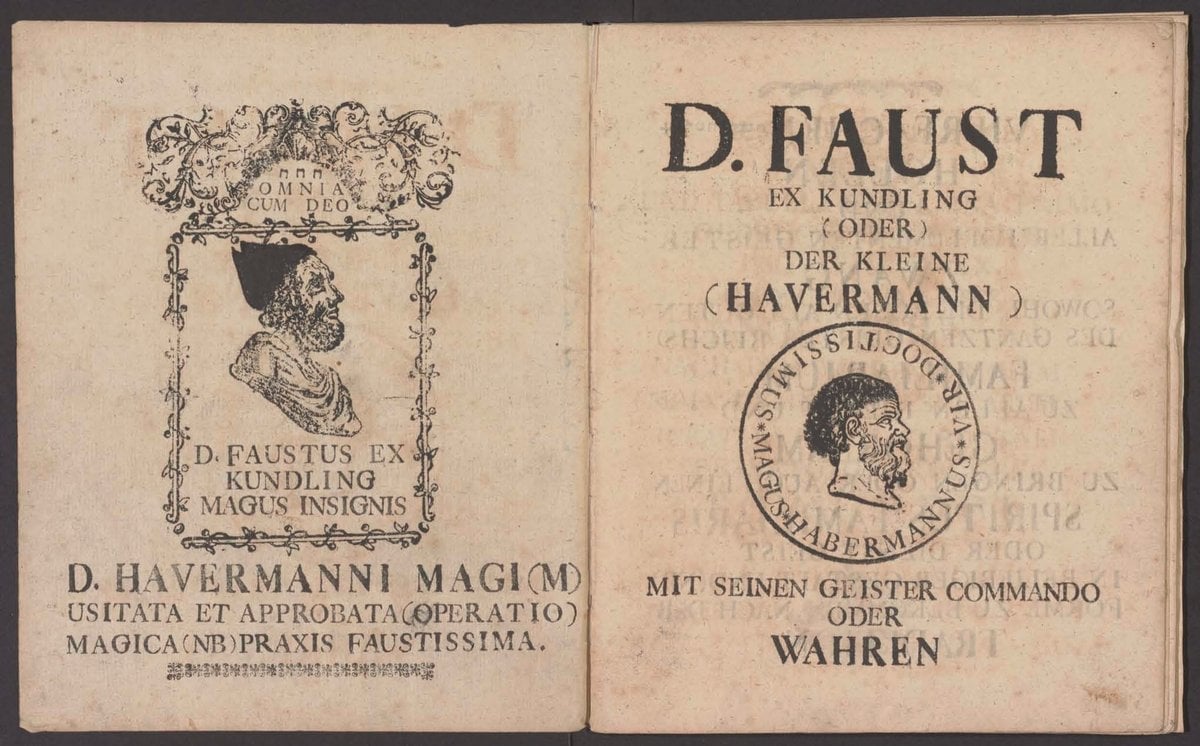 OMNIA
CUM DEO
D. FAUSTUS EX
KUNDLING
MAGUS INSIGNIS
D. HAVERMANNI MAGI(M)
USITATA ET APPROBATA(OPERATIO)
MAGICA(NB)PRAXIS FAUSTISSIMA.
D. FAUST
EX KUNDLING
(ODER)
DER KLEINE
(HAVERMANN)
MAGUS*HABERMANNUS*VIR*DOCTISSIMUS*
MIT SEINEN GEISTER COMMANDO
ODER
WAHREN